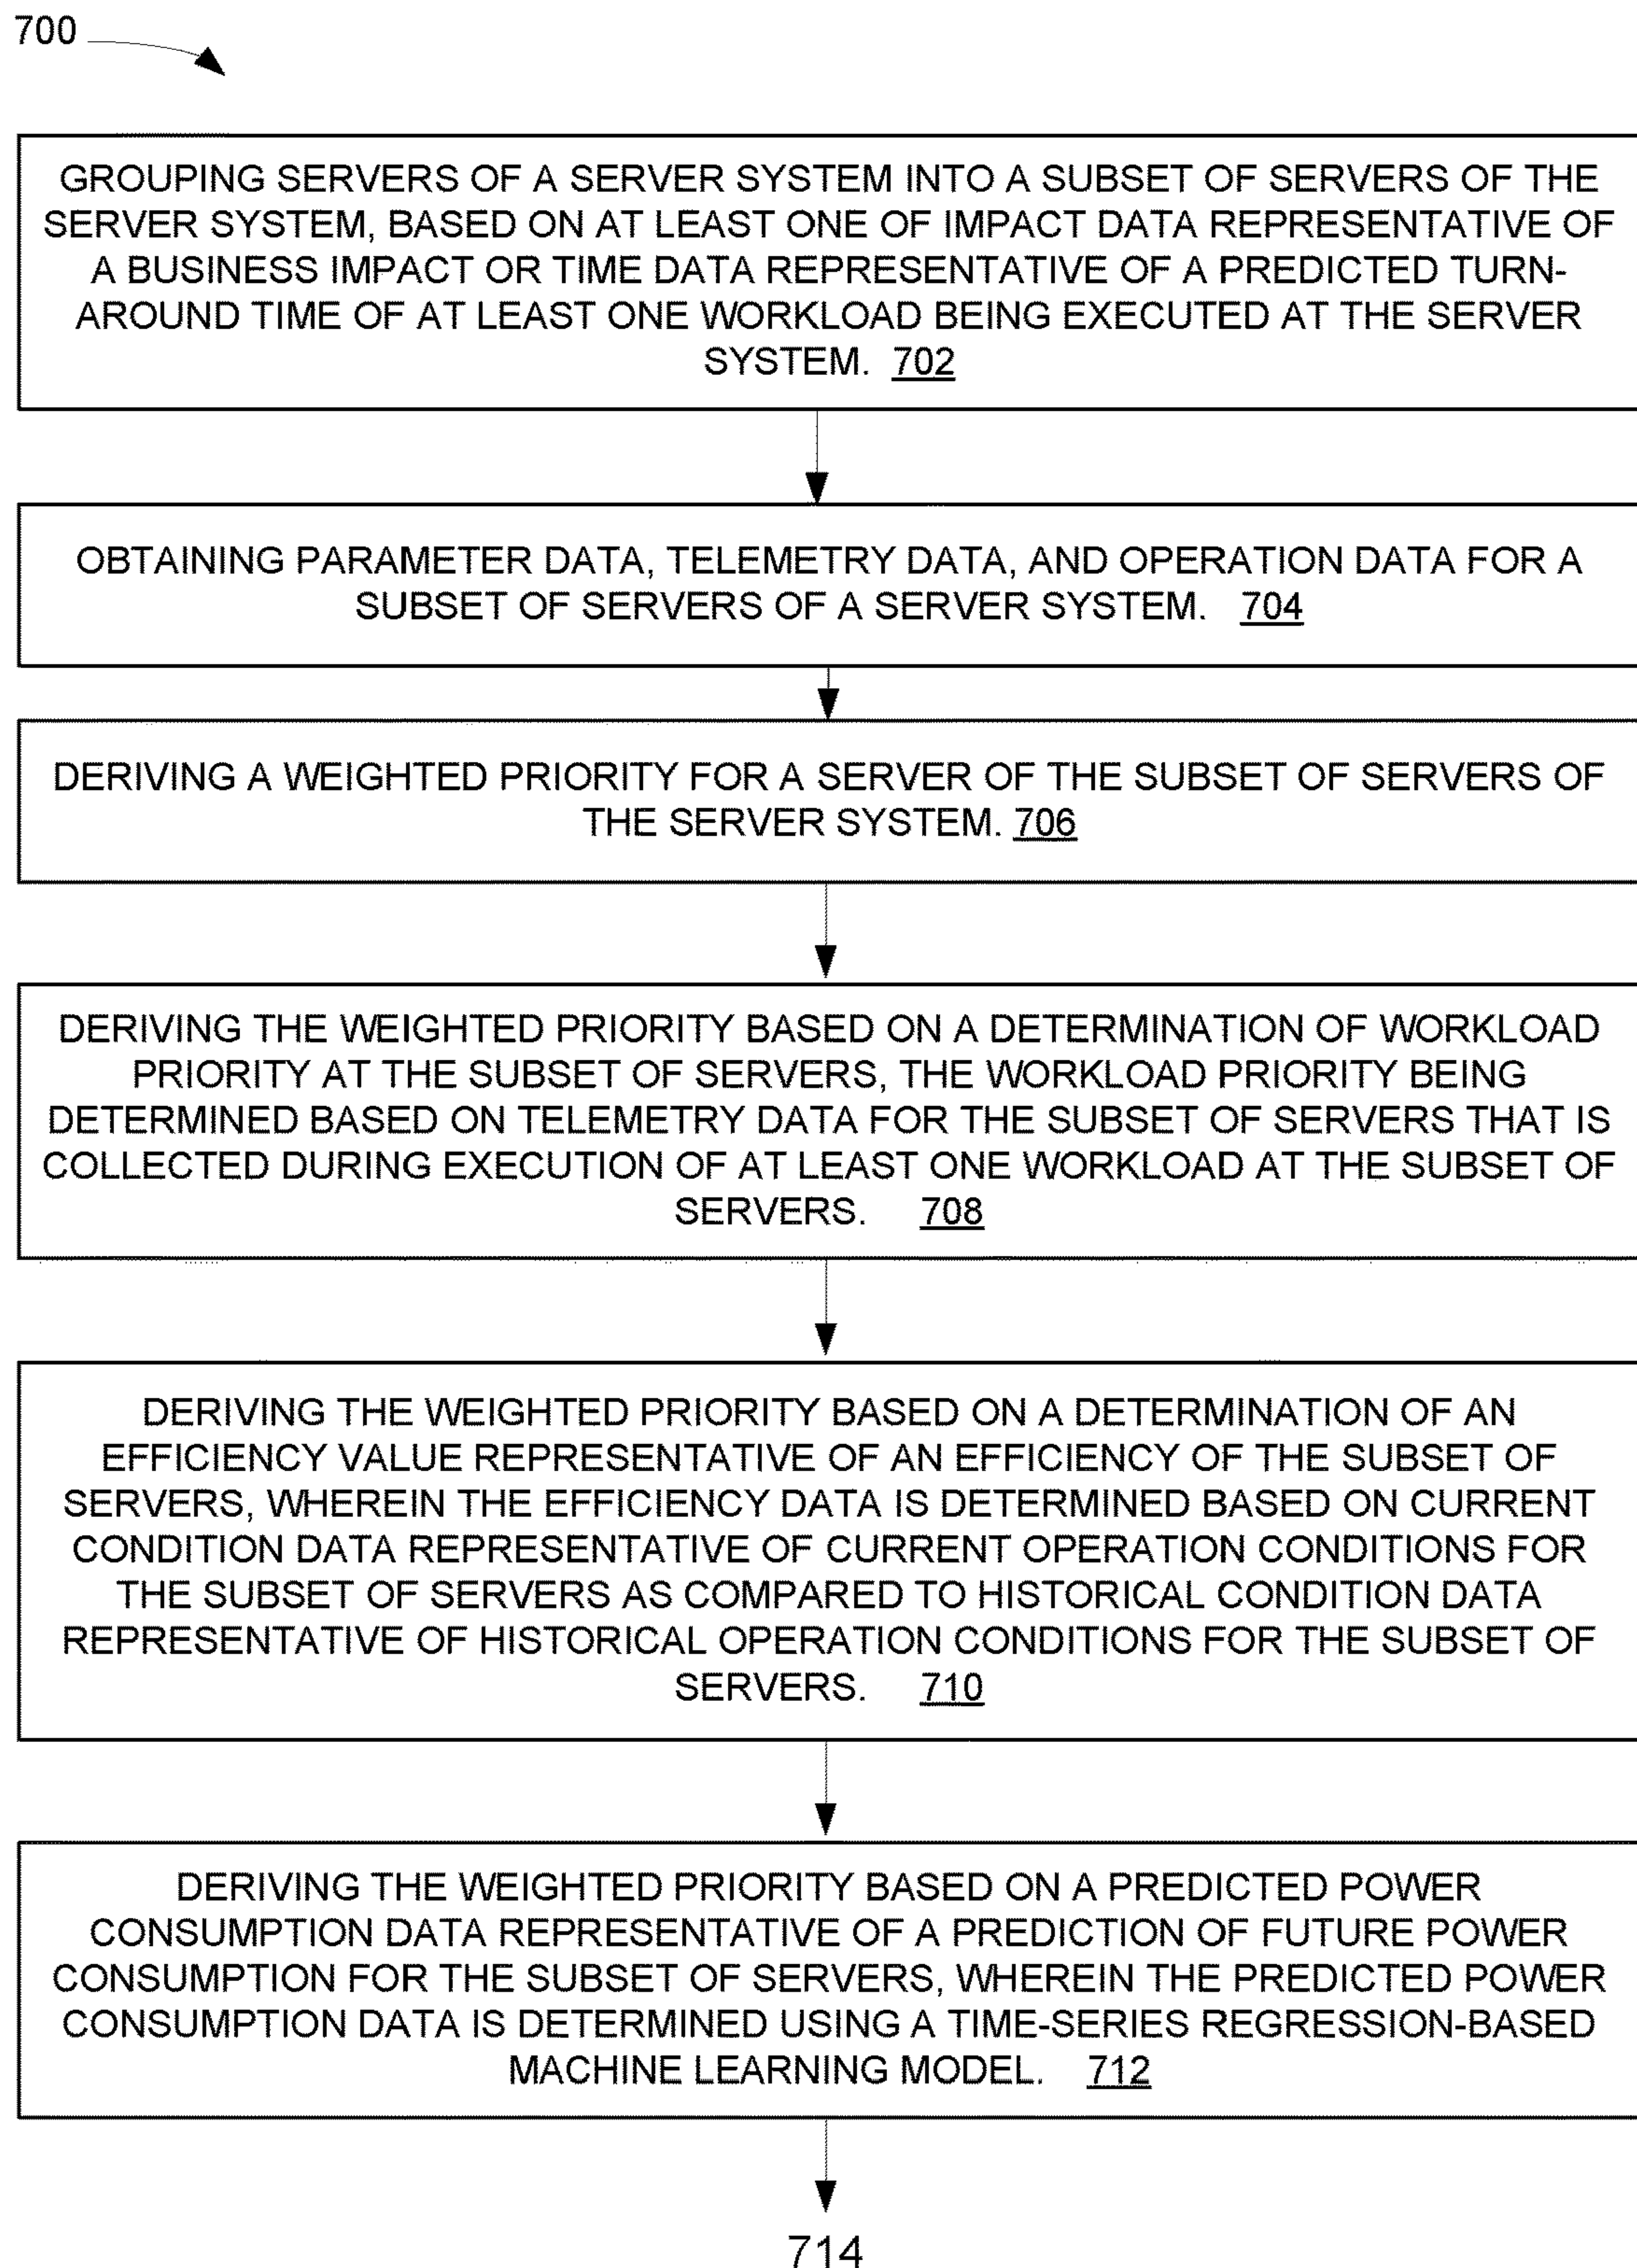 700
GROUPING SERVERS OF A SERVER SYSTEM INTO A SUBSET OF SERVERS OF THE
SERVER SYSTEM, BASED ON AT LEAST ONE OF IMPACT DATA REPRESENTATIVE OF
A BUSINESS IMPACT OR TIME DATA REPRESENTATIVE OF A PREDICTED TURN-
AROUND TIME OF AT LEAST ONE WORKLOAD BEING EXECUTED AT THE SERVER
SYSTEM. 702
OBTAINING PARAMETER DATA, TELEMETRY DATA, AND OPERATION DATA FOR A
SUBSET OF SERVERS OF A SERVER SYSTEM. 704
DERIVING A WEIGHTED PRIORITY FOR A SERVER OF THE SUBSET OF SERVERS OF
THE SERVER SYSTEM. 706
DERIVING THE WEIGHTED PRIORITY BASED ON A DETERMINATION OF WORKLOAD
PRIORITY AT THE SUBSET OF SERVERS, THE WORKLOAD PRIORITY BEING
DETERMINED BASED ON TELEMETRY DATA FOR THE SUBSET OF SERVERS THAT IS
COLLECTED DURING EXECUTION OF AT LEAST ONE WORKLOAD AT THE SUBSET OF
SERVERS. 708
DERIVING THE WEIGHTED PRIORITY BASED ON A DETERMINATION OF AN
EFFICIENCY VALUE REPRESENTATIVE OF AN EFFICIENCY OF THE SUBSET OF
SERVERS, WHEREIN THE EFFICIENCY DATA IS DETERMINED BASED ON CURRENT
CONDITION DATA REPRESENTATIVE OF CURRENT OPERATION CONDITIONS FOR
THE SUBSET OF SERVERS AS COMPARED TO HISTORICAL CONDITION DATA
REPRESENTATIVE OF HISTORICAL OPERATION CONDITIONS FOR THE SUBSET OF
SERVERS. 710
DERIVING THE WEIGHTED PRIORITY BASED ON A PREDICTED POWER
CONSUMPTION DATA REPRESENTATIVE OF A PREDICTION OF FUTURE POWER
CONSUMPTION FOR THE SUBSET OF SERVERS, WHEREIN THE PREDICTED POWER
CONSUMPTION DATA IS DETERMINED USING A TIME-SERIES REGRESSION-BASED
MACHINE LEARNING MODEL. 712
714